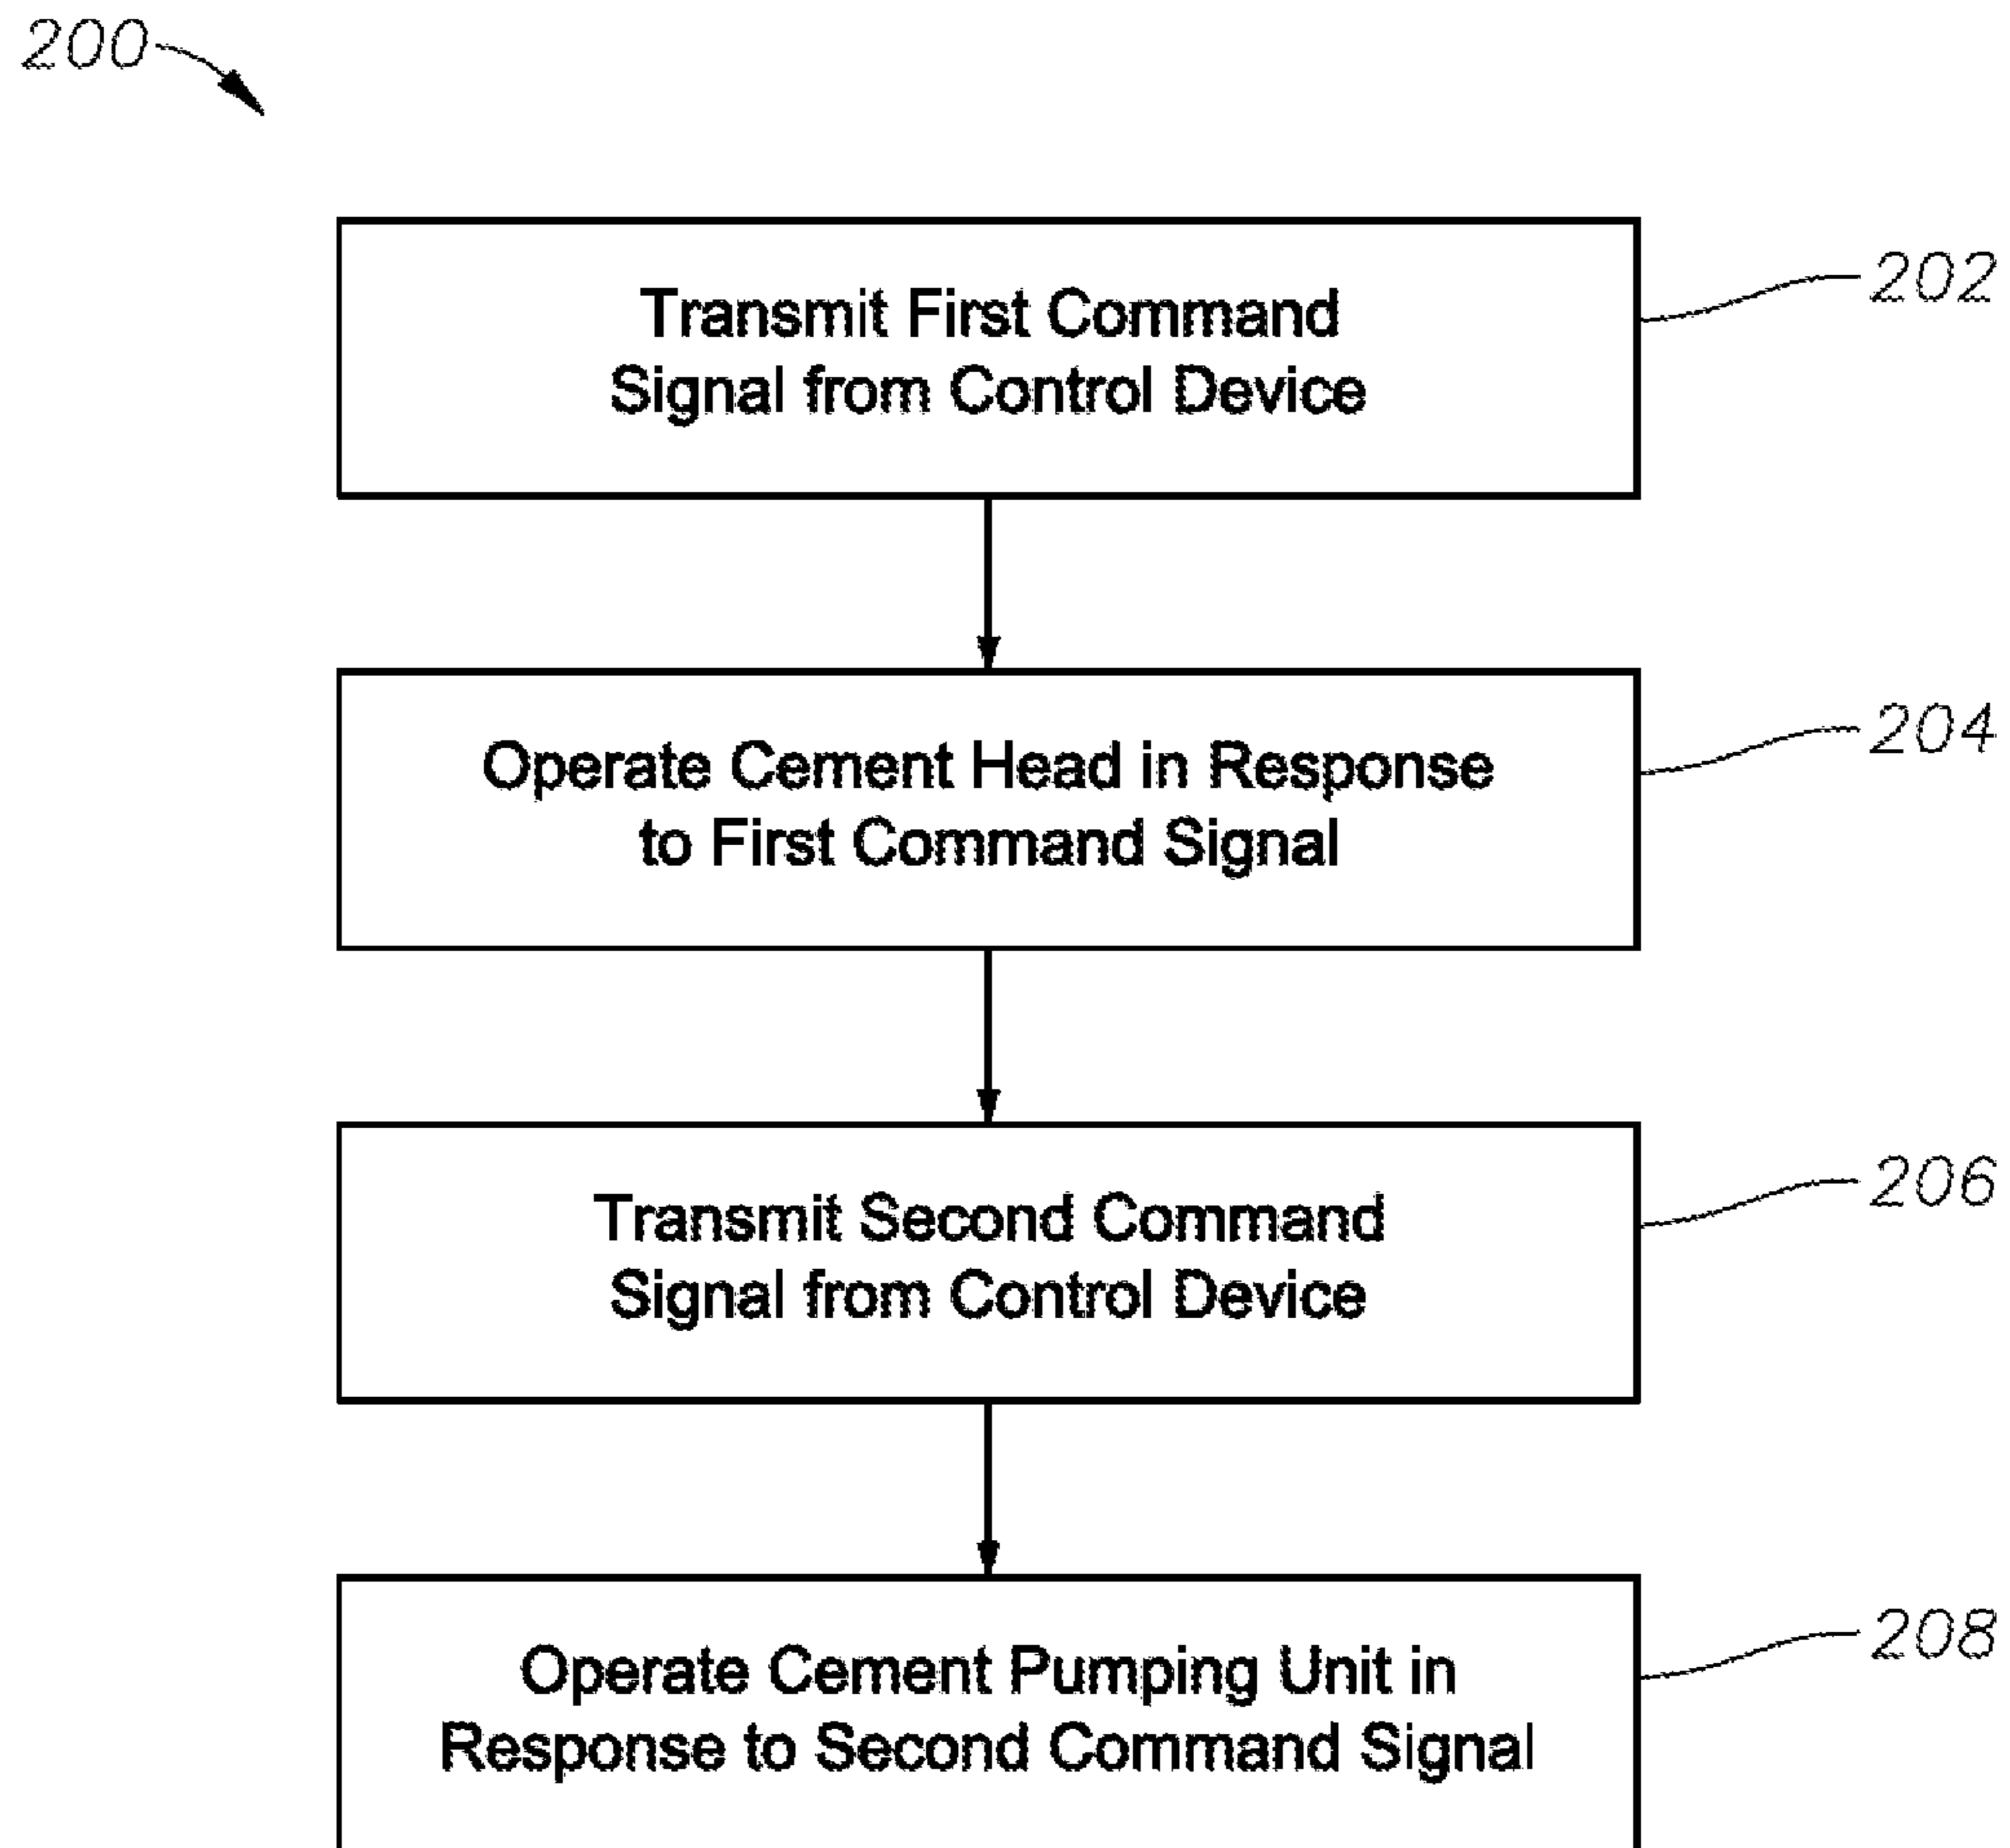 200
Transmit First Command
Signal from Control Device
202
Operate Cement Head in Response
to First Command Signal
204
Transmit Second Command
Signal from Control Device
206
Operate Cement Pumping Unit in
Response to Second Command Signal
208